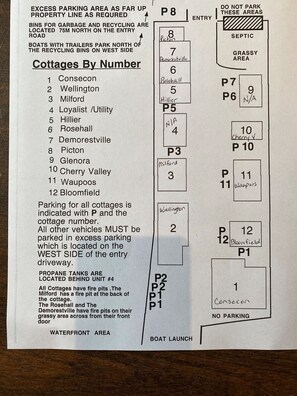 EXCESS PARKING AREA AS FAR UP
PROPERTY LINE AS REQUIRED
BINS FOR GARBAGE AND RECYCLING ARE
LOCATED 75M NORTH ON THE ENTRY
ROAD
BOATS WITH TRAILERS PARK NORTH
OF THE RECYCLING BINS ON WEST SIDE
Cottages By Number
1 Consecon
2 Wellington
3 Milford
4 Loyalist /Utility
5 Hillier
6 Rosehall
7 Demorestville
8 Picton
9 Glenora
10 Cherry Valley
11 Waupoos
12 Bloomfield
Parking for all cottages is
indicated with P and the
cottage number.
All other vehicles MUST be
parked in excess parking
which is located on the
WEST SIDE of the entry
driveway.
PROPANE TANKS ARE
LOCATED BEHIND UNIT #4
All Cottages have fire pits .The
Milford has a fire pit at the back of
the cottage.
The Rosehall and The
Demorestville have fire pits on their
grassy area across from their front
door
WATERFRONT AREA
P 8
ENTRY
DO NOT PARK
THESE AREAS
SEPTIC
GRASSY
AREA
8
Picton
7
Demorestville
6
Rosehall
5
Hillier
P5
N/A
4
P3
Milford
3
Wellington
2
P2
P2
P1
P1
BOAT LAUNCH
P7
P6
9
N/A
10
Cherry V
P 10
P
11
11
Waupoos
P
12
12
Bloomfield
P1
1
Consecon
NO PARKING